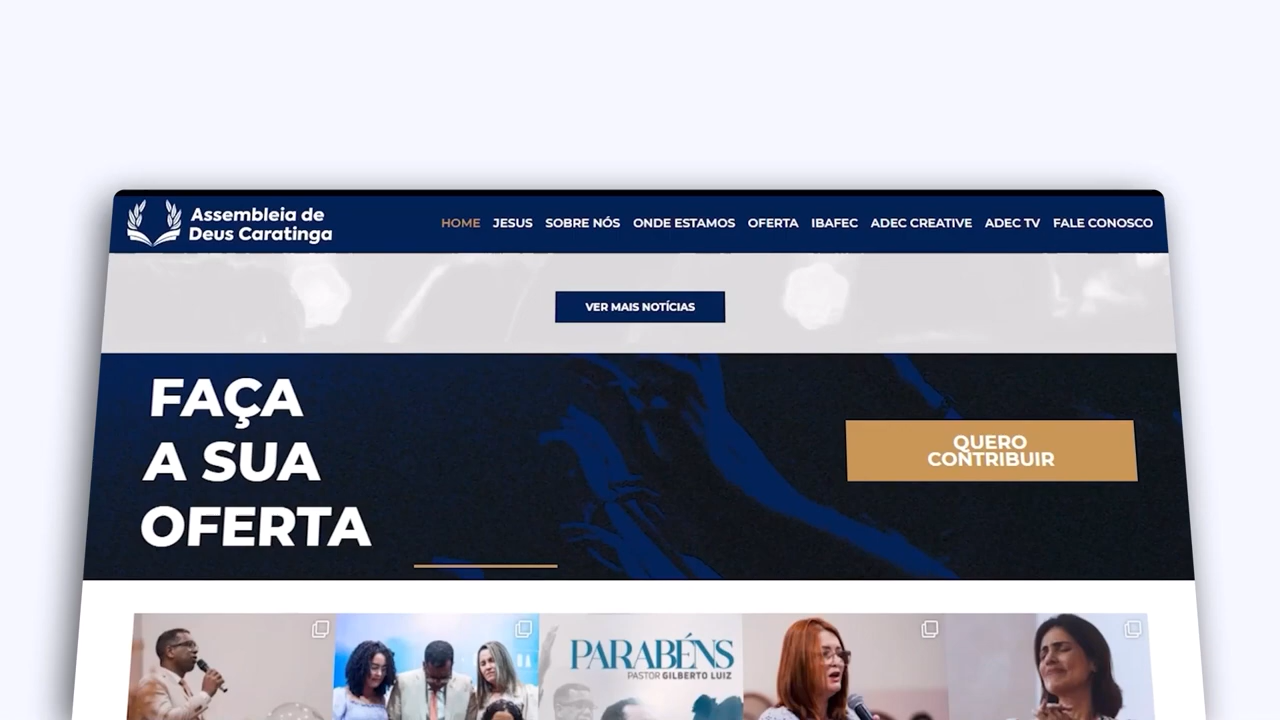 Assembleia de
Deus Caratinga
HOME JESUS SOBRE NÓS ONDE ESTAMOS OFERTA IBAFEC ADEC CREATIVE ADEC TV FALE CONOSCO
VER MAIS NOTÍCIAS
FAÇA
A SUA
OFERTA
QUERO
CONTRIBUIR
PARABÉNS
PASTOR GILBERTO LUIZ